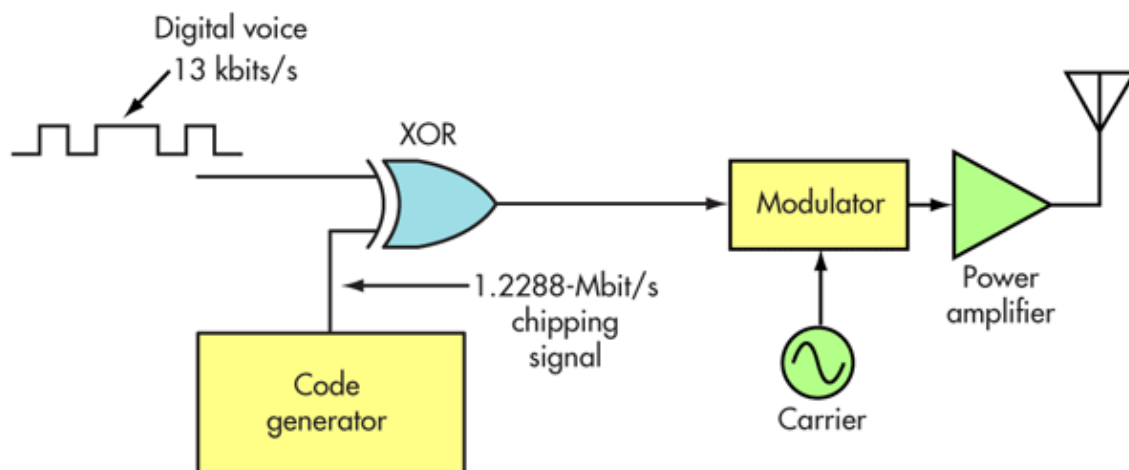 Digital voice
13 kbits/s
XOR
Modulator
Power
amplifier
1.2288-Mbit/s
chipping
signal
Code
generator
Carrier